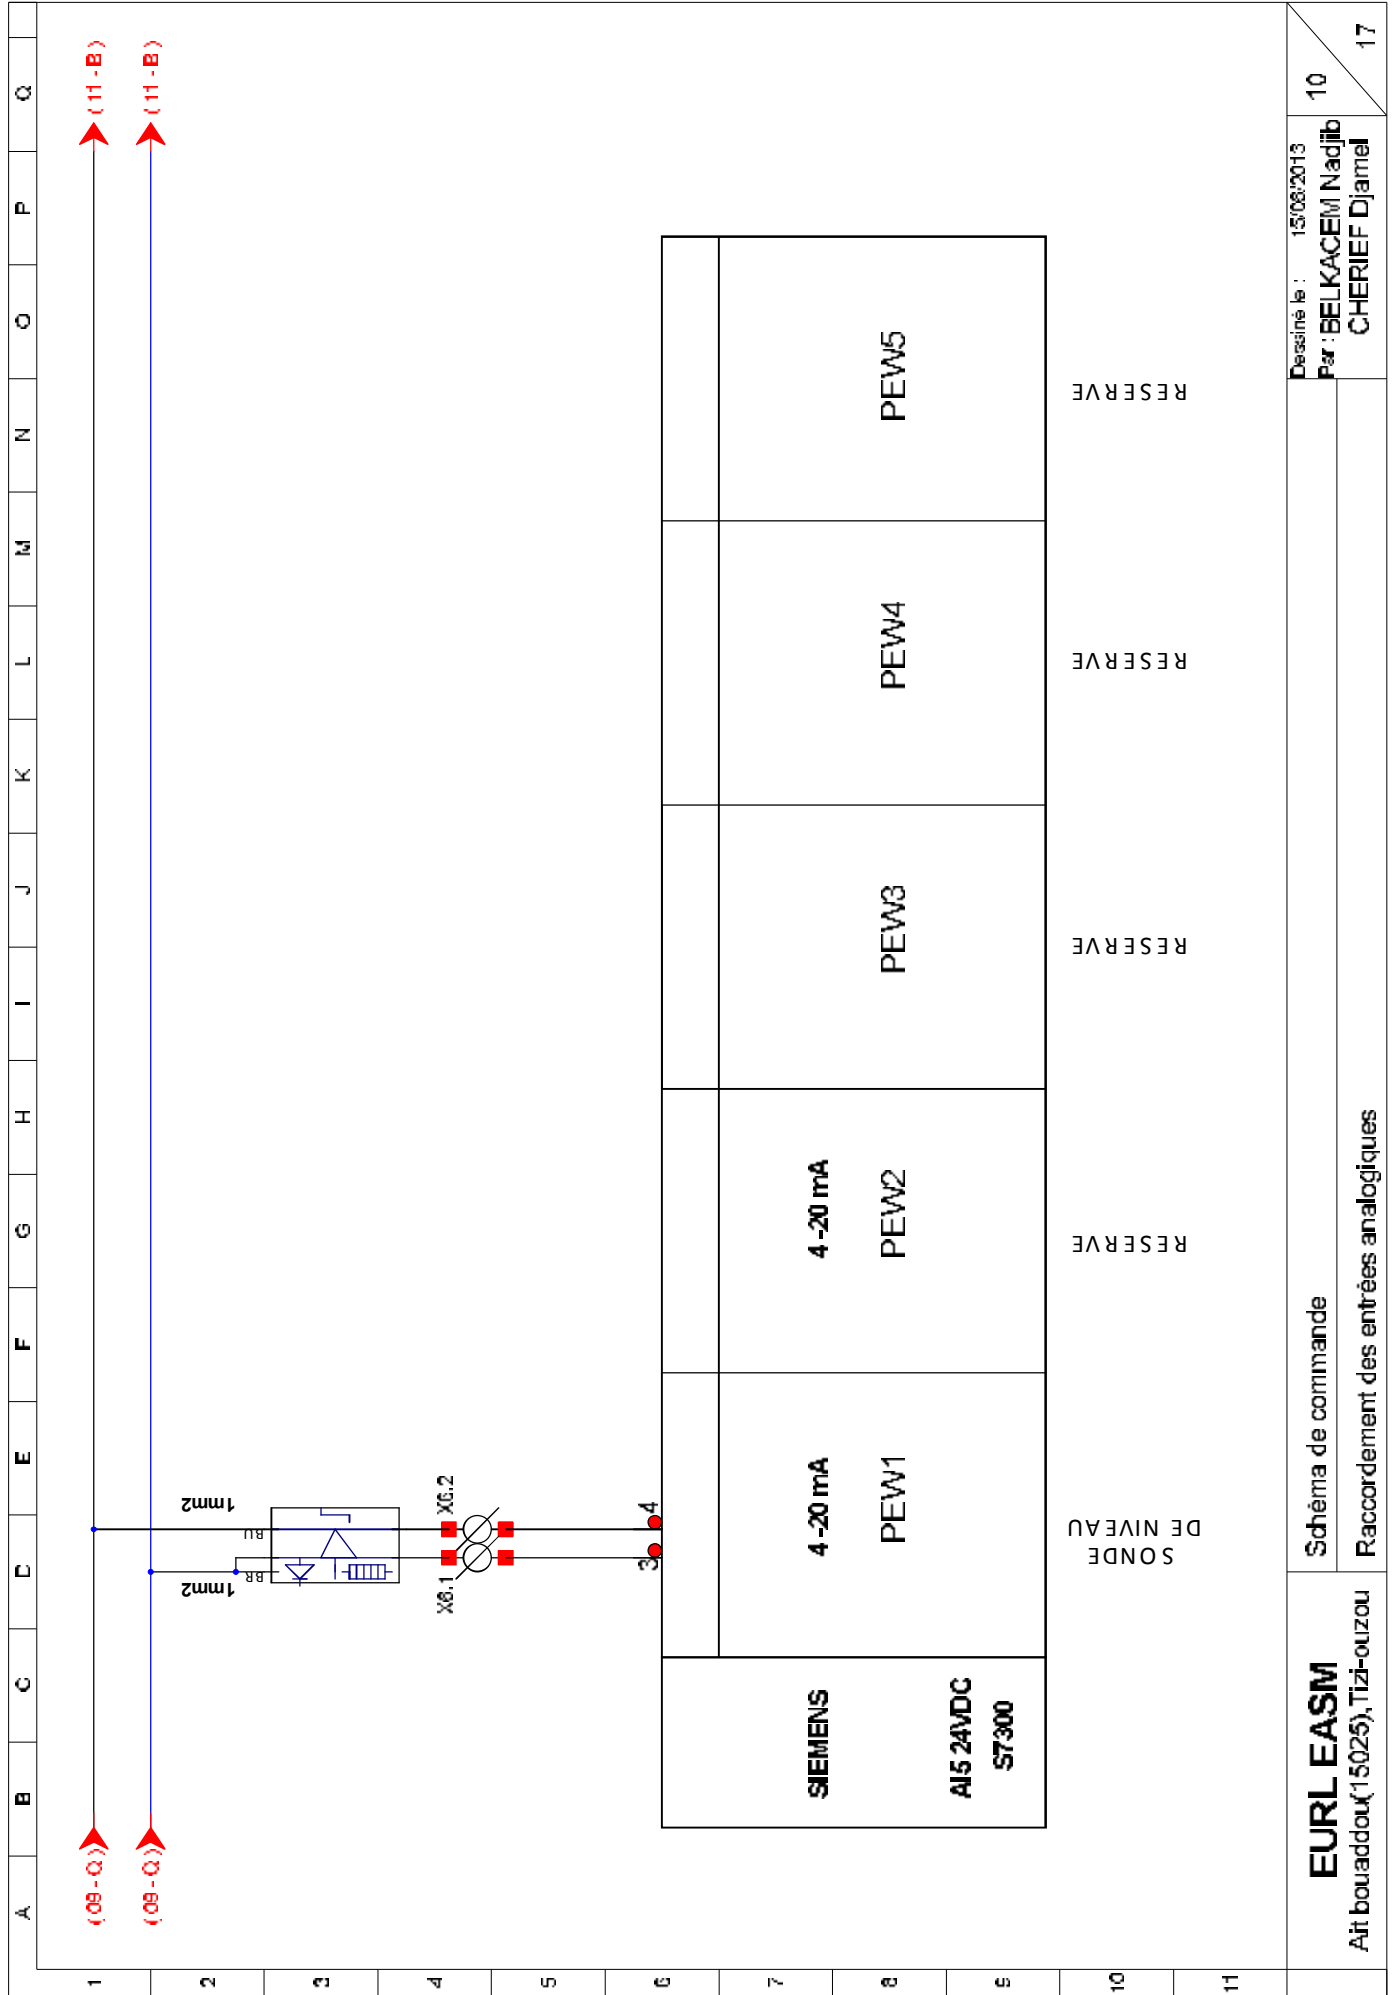 A B C D E F G H I J K L M N O P Q
1
2
3
4
5
6
7
8
9
10
11
( 09 - Q )
( 11 - B )
( 09 - Q )
( 11 - B )
1mm2
1mm2
BR
BU
X6.1
X6.2
3
4
SIEMENS
AI5 24VDC
S7300
4 -20 mA
PEW1
4 -20 mA
PEW2
PEW3
PEW4
PEW5
SONDE
DE NIVEAU
RESERVE
RESERVE
RESERVE
RESERVE
EURL EASM
Ait bouaddou(15025),Tizi-ouzou
Schéma de commande
Raccordement des entrées analogiques
Dessiné le : 15/06/2013
Par : BELKACEM Nadjib
CHERIEF Djamel
10
17